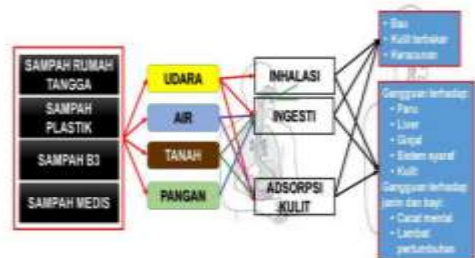 SAMPAH RUMAH
TANGGA
SAMPAH
PLASTIK
SAMPAH B3
SAMPAH MEDIS
UDARA
AIR
TANAH
PANGAN
INHALASI
INGESTI
ADSORPSI
KULIT
• Bau
• Kulit terbakar
• Keracunan
Gangguan terhadap:
• Paru
• Liver
• Ginjal
• Sistem syaraf
• Kulit
Gangguan terhadap
janin dan bayi:
• Cacat mental
• Lambat
pertumbuhan